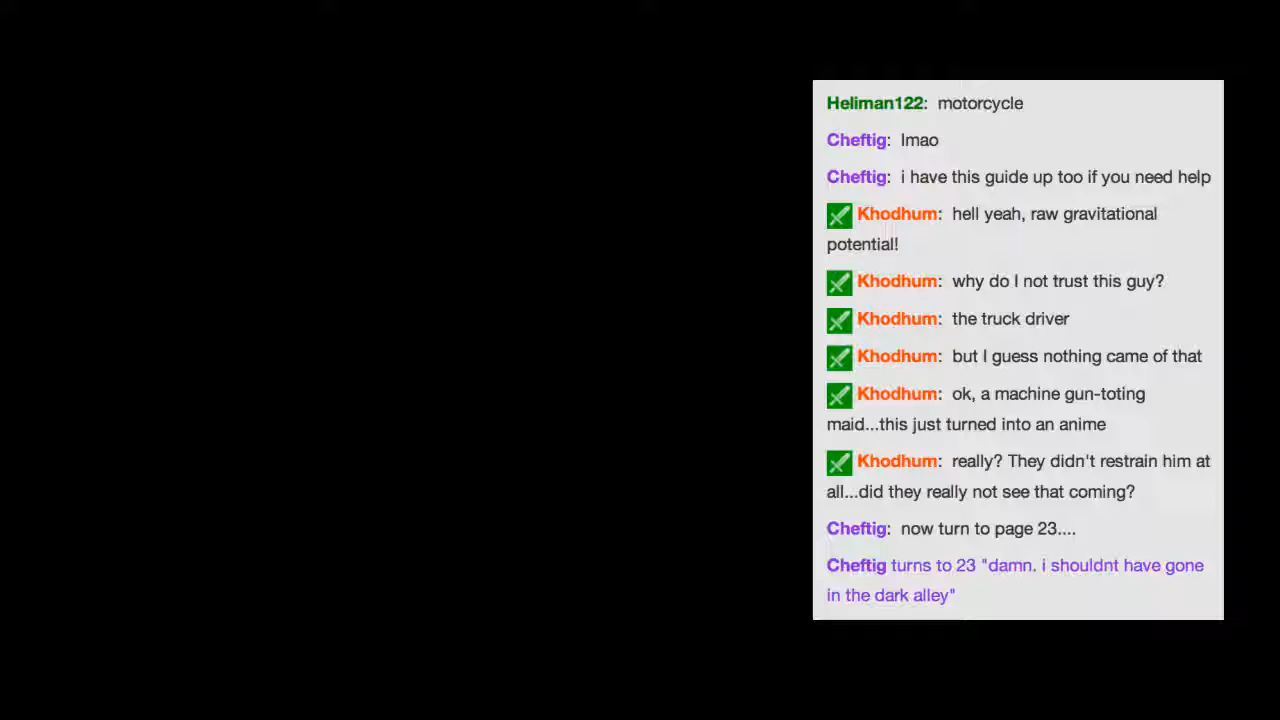 Heliman122: motorcycle
Cheftig: lmao
Cheftig: i have this guide up too if you need help
Khodhum: hell yeah, raw gravitational
potential!
Khodhum: why do I not trust this guy?
Khodhum: the truck driver
Khodhum: but I guess nothing came of that
Khodhum: ok, a machine gun-toting
maid...this just turned into an anime
Khodhum: really? They didn't restrain him at
all...did they really not see that coming?
Cheftig: now turn to page 23....
Cheftig turns to 23 "damn. i shouldnt have gone
in the dark alley"